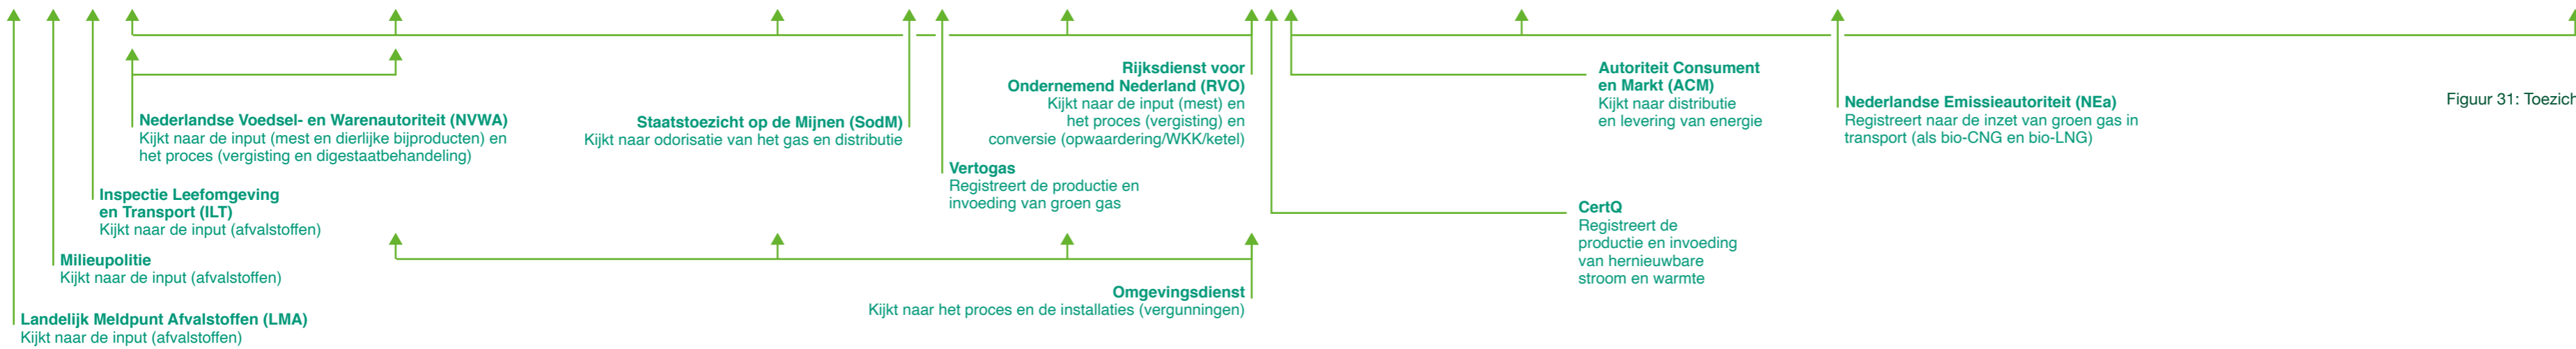 Nederlandse Voedsel- en Warenautoriteit (NVWA)
Kijkt naar de input (mest en dierlijke bijproducten) en
het proces (vergisting en digestaatbehandeling)
Inspectie Leefomgeving
en Transport (ILT)
Kijkt naar de input (afvalstoffen)
Milieupolitie
Kijkt naar de input (afvalstoffen)
Landelijk Meldpunt Afvalstoffen (LMA)
Kijkt naar de input (afvalstoffen)
Staatstoezicht op de Mijnen (SodM)
Kijkt naar odorisatie van het gas en distributie
Rijksdienst voor
Ondernemend Nederland (RVO)
Kijkt naar de input (mest) en
het proces (vergisting) en
conversie (opwaardering/WKK/ketel)
Vertogas
Registreert de productie en
invoeding van groen gas
Omgevingsdienst
Kijkt naar het proces en de installaties (vergunningen)
Autoriteit Consument
en Markt (ACM)
Kijkt naar distributie
en levering van energie
CertQ
Registreert de
productie en invoeding
van hernieuwbare
stroom en warmte
Nederlandse Emissieautoriteit (NEa)
Registreert naar de inzet van groen gas in
transport (als bio-CNG en bio-LNG)
Figuur 31: Toezich